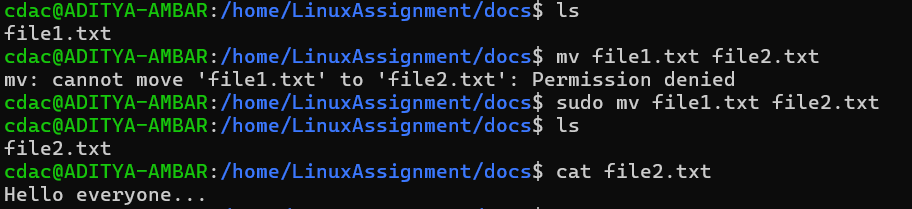 cdac@ADITYA-AMBAR:/home/LinuxAssignment/docs$ ls
file1.txt
cdac@ADITYA-AMBAR:/home/LinuxAssignment/docs$ mv file1.txt file2.txt
mv: cannot move 'file1.txt' to 'file2.txt': Permission denied
cdac@ADITYA-AMBAR:/home/LinuxAssignment/docs$ sudo mv file1.txt file2.txt
cdac@ADITYA-AMBAR:/home/LinuxAssignment/docs$ ls
file2.txt
cdac@ADITYA-AMBAR:/home/LinuxAssignment/docs$ cat file2.txt
Hello everyone...